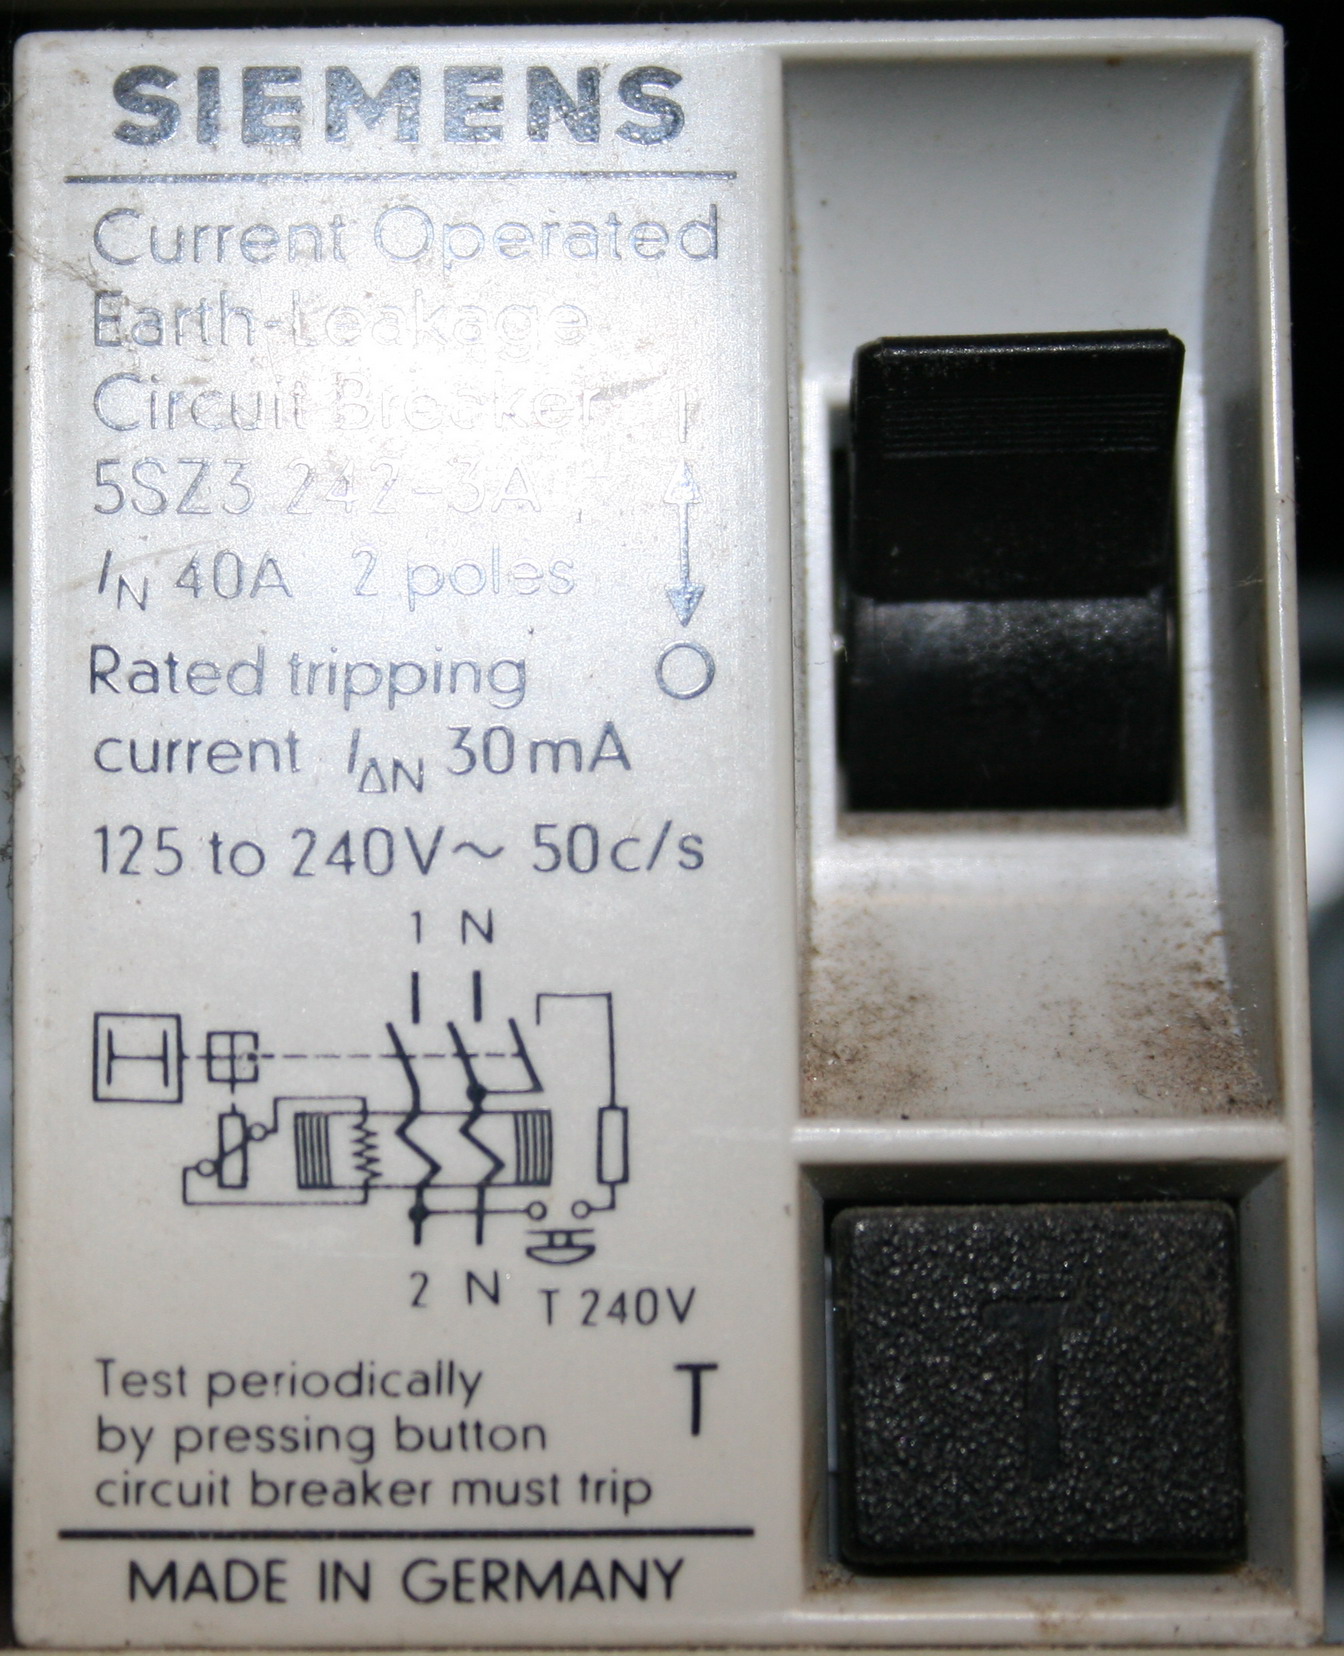 SIEMENS
Current Operated
Earth-Leakage
Circuit Breaker
I
5SZ3 242-3A
IN 40A 2 poles
Rated tripping O
current I∆N 30mA
125 to 240V~ 50c/s
1 N
2 N T 240V
Test periodically T
by pressing button
circuit breaker must trip
MADE IN GERMANY
T